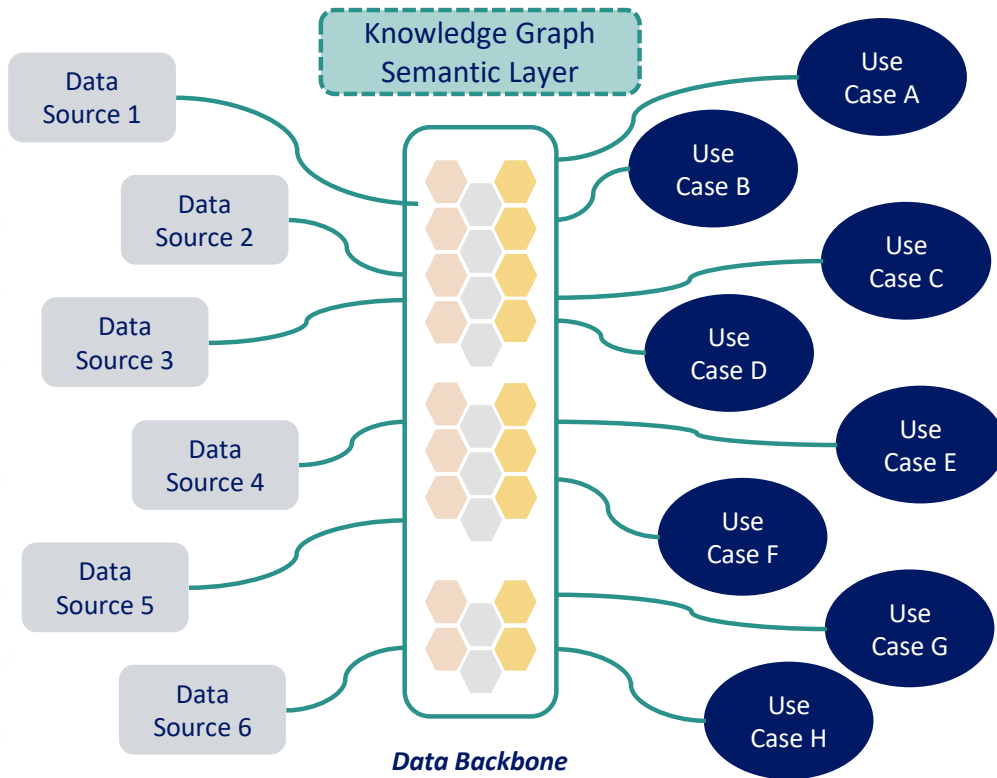 Knowledge Graph
Semantic Layer
Data
Source 1
Data
Source 2
Data
Source 3
Data
Source 4
Data
Source 5
Data
Source 6
Use
Case A
Use
Case B
Use
Case C
Use
Case D
Use
Case E
Use
Case F
Use
Case G
Use
Case H
Data Backbone